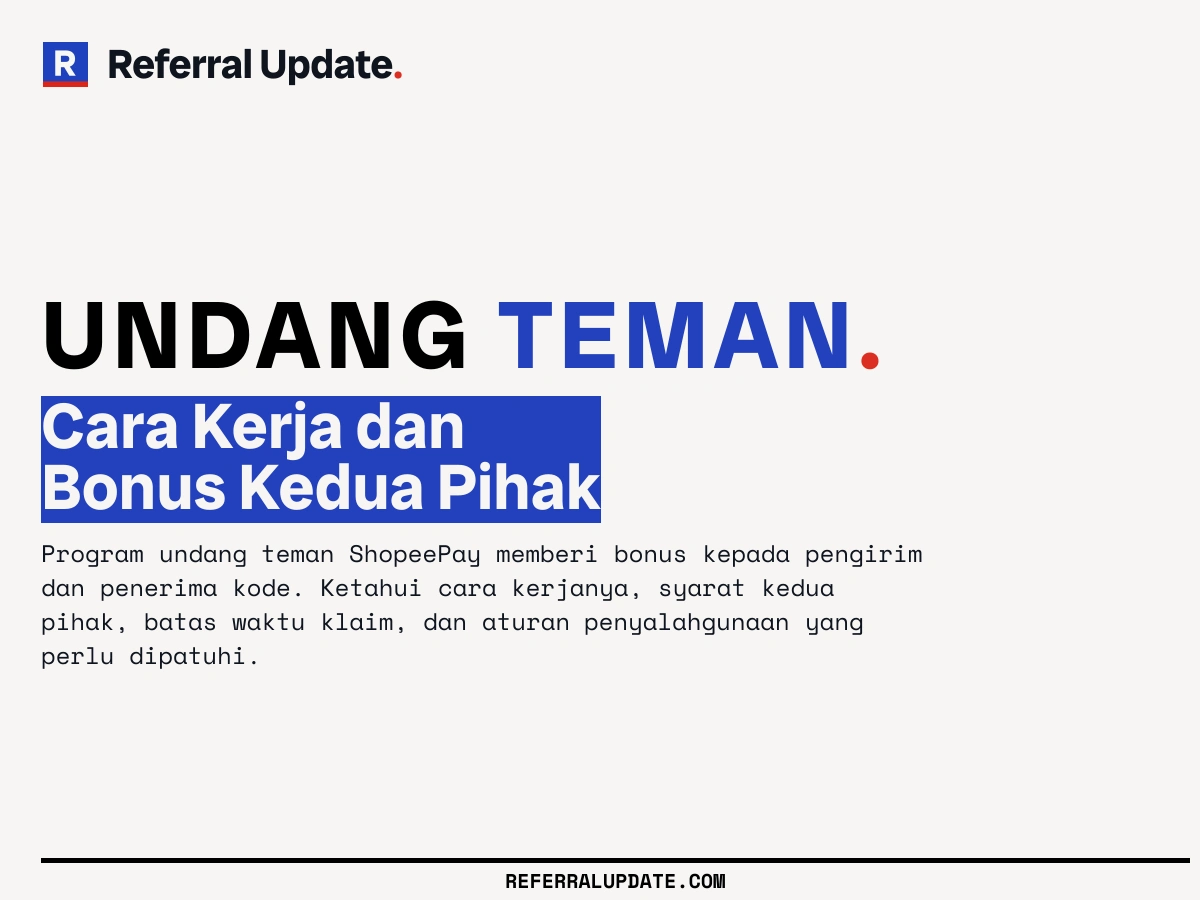 R Referral Update.
UNDANG TEMAN.
Cara Kerja dan
Bonus Kedua Pihak
Program undang teman ShopeePay memberi bonus kepada pengirim
dan penerima kode. Ketahui cara kerjanya, syarat kedua
pihak, batas waktu klaim, dan aturan penyalahgunaan yang
perlu dipatuhi.
REFERRALUPDATE.COM